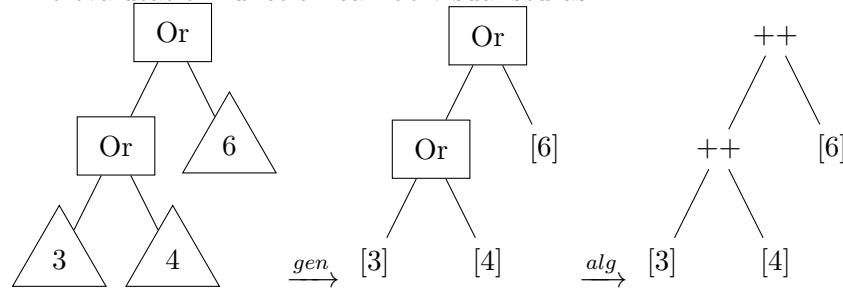 Or Or ++
Or 6 Or [6] ++ [6]
3 4 gen [3] [4] alg [3] [4]